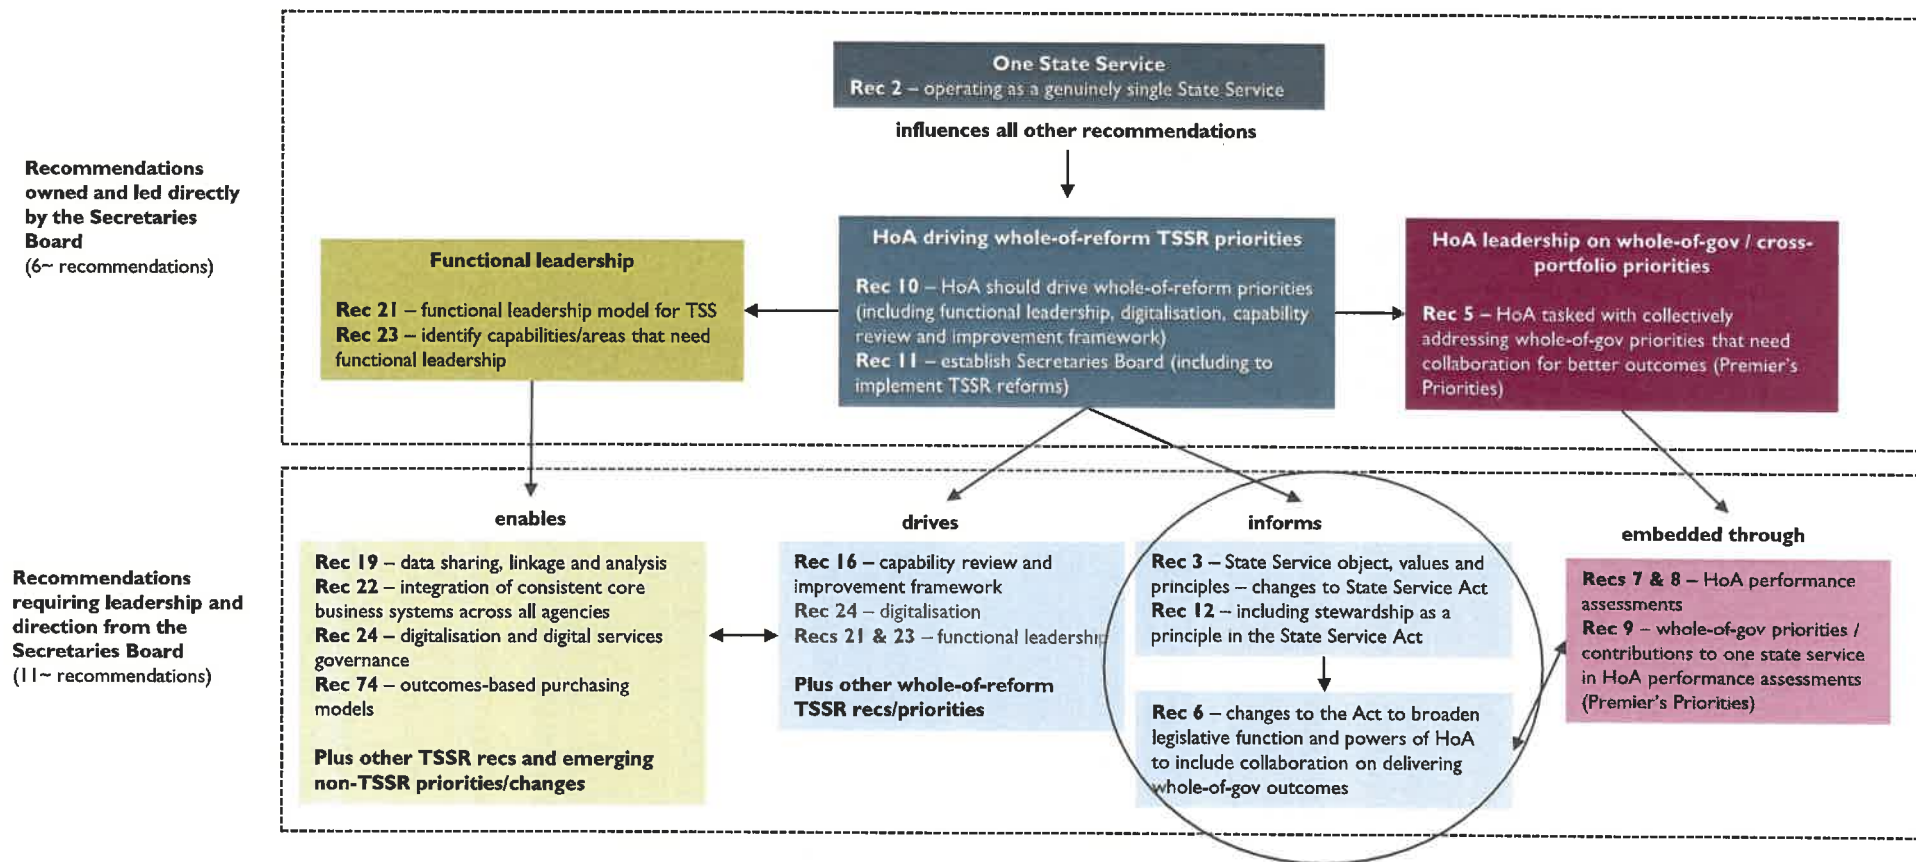 One State Service
Rec 2 – operating as a genuinely single State Service
influences all other recommendations
Recommendations
owned and led directly
by the Secretaries
Board
(6~ recommendations)
Functional leadership
Rec 21 – functional leadership model for TSS
Rec 23 – identify capabilities/areas that need
functional leadership
HoA driving whole-of-reform TSSR priorities
Rec 10 – HoA should drive whole-of-reform priorities
(including functional leadership, digitalisation, capability
review and improvement framework)
Rec 11 – establish Secretaries Board (including to
implement TSSR reforms)
HoA leadership on whole-of-gov / cross-
portfolio priorities
Rec 5 – HoA tasked with collectively
addressing whole-of-gov priorities that need
collaboration for better outcomes (Premier's
Priorities)
Recommendations
requiring leadership and
direction from the
Secretaries Board
(11~ recommendations)
enables
Rec 19 – data sharing, linkage and analysis
Rec 22 – integration of consistent core
business systems across all agencies
Rec 24 – digitalisation and digital services
governance
Rec 74 – outcomes-based purchasing
models
Plus other TSSR recs and emerging
non-TSSR priorities/changes
drives
Rec 16 – capability review and
improvement framework
Rec 24 – digitalisation
Recs 21 & 23 – functional leadership
Plus other whole-of-reform
TSSR recs/priorities
informs
Rec 3 – State Service object, values and
principles – changes to State Service Act
Rec 12 – including stewardship as a
principle in the State Service Act
Rec 6 – changes to the Act to broaden
legislative function and powers of HoA
to include collaboration on delivering
whole-of-gov outcomes
embedded through
Recs 7 & 8 – HoA performance
assessments
Rec 9 – whole-of-gov priorities /
contributions to one state service
in HoA performance assessments
(Premier's Priorities)